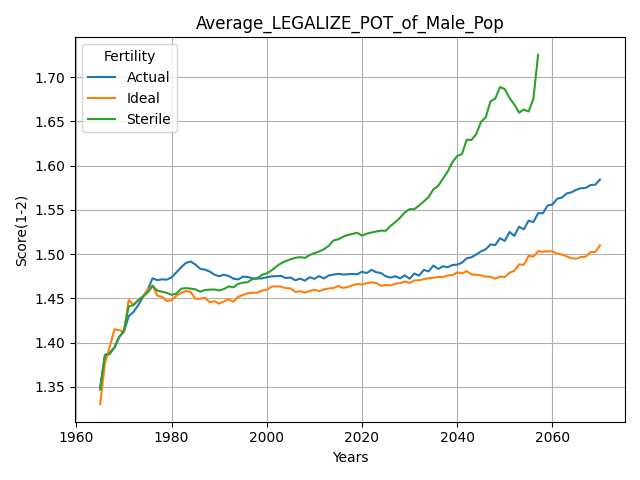 Average_LEGALIZE_POT_of_Male_Pop
Fertility
Actual
Ideal
Sterile
Score(1-2)
1.70
1.65
1.60
1.55
1.50
1.45
1.40
1.35
1960
1980
2000
2020
2040
2060
Years